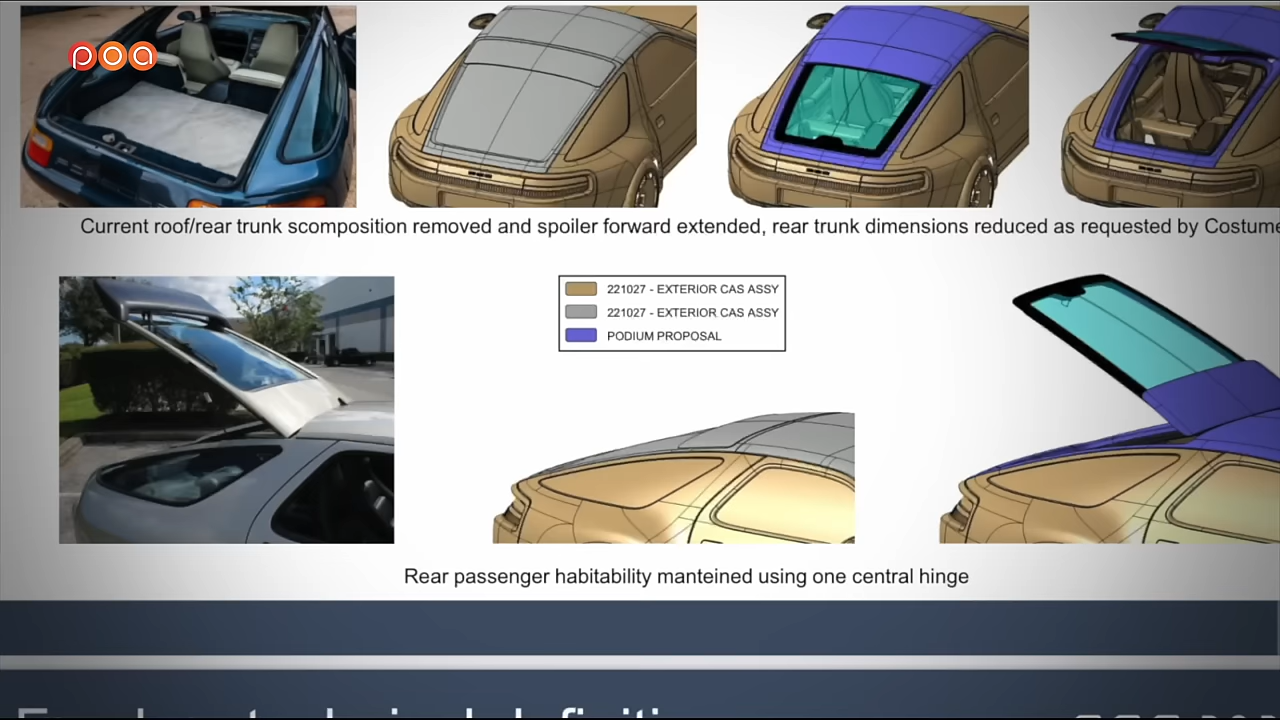 poa
Current roof/rear trunk scomposition removed and spoiler forward extended, rear trunk dimensions reduced as requested by Costume
221027 - EXTERIOR CAS ASSY
221027 - EXTERIOR CAS ASSY
PODIUM PROPOSAL
Rear passenger habitability manteined using one central hinge